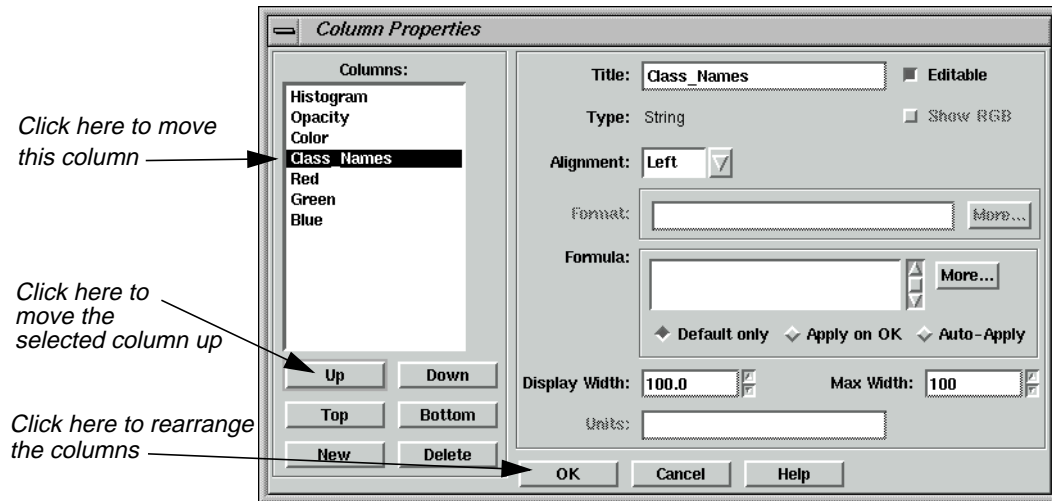 Column Properties
Columns:
Histogram
Opacity
Color
Class_Names
Red
Green
Blue
Up
Down
Top
Bottom
New
Delete
Title: Class_Names
Editable
Type: String
Show RGB
Alignment: Left
Format:
More...
Formula:
More...
Default only
Apply on OK
Auto-Apply
Display Width: 100.0
Max Width: 100
Units:
OK
Cancel
Help
Click here to move
this column
Click here to
move the
selected column up
Click here to rearrange
the columns